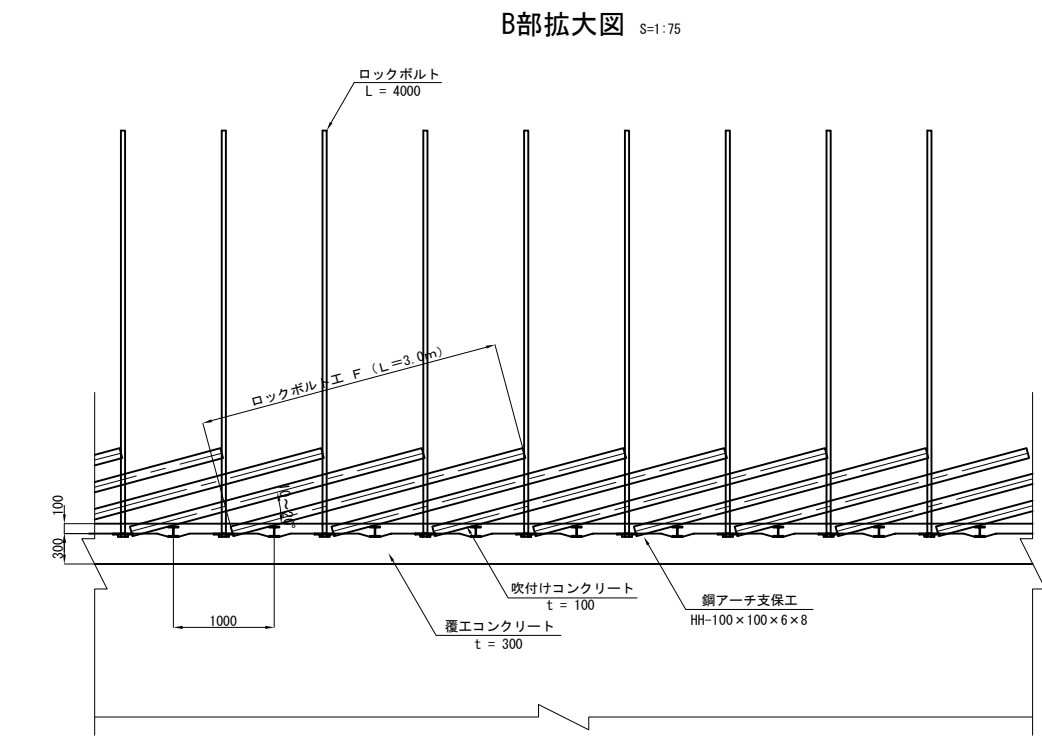 B部拡大図 S=1:75
ロックボルト
L = 4000
ロックボルト工 F (L=3.0m)
10~20°
100
300
1000
吹付けコンクリート
t = 100
覆工コンクリート
t = 300
鋼アーチ支保工
HH-100×100×6×8